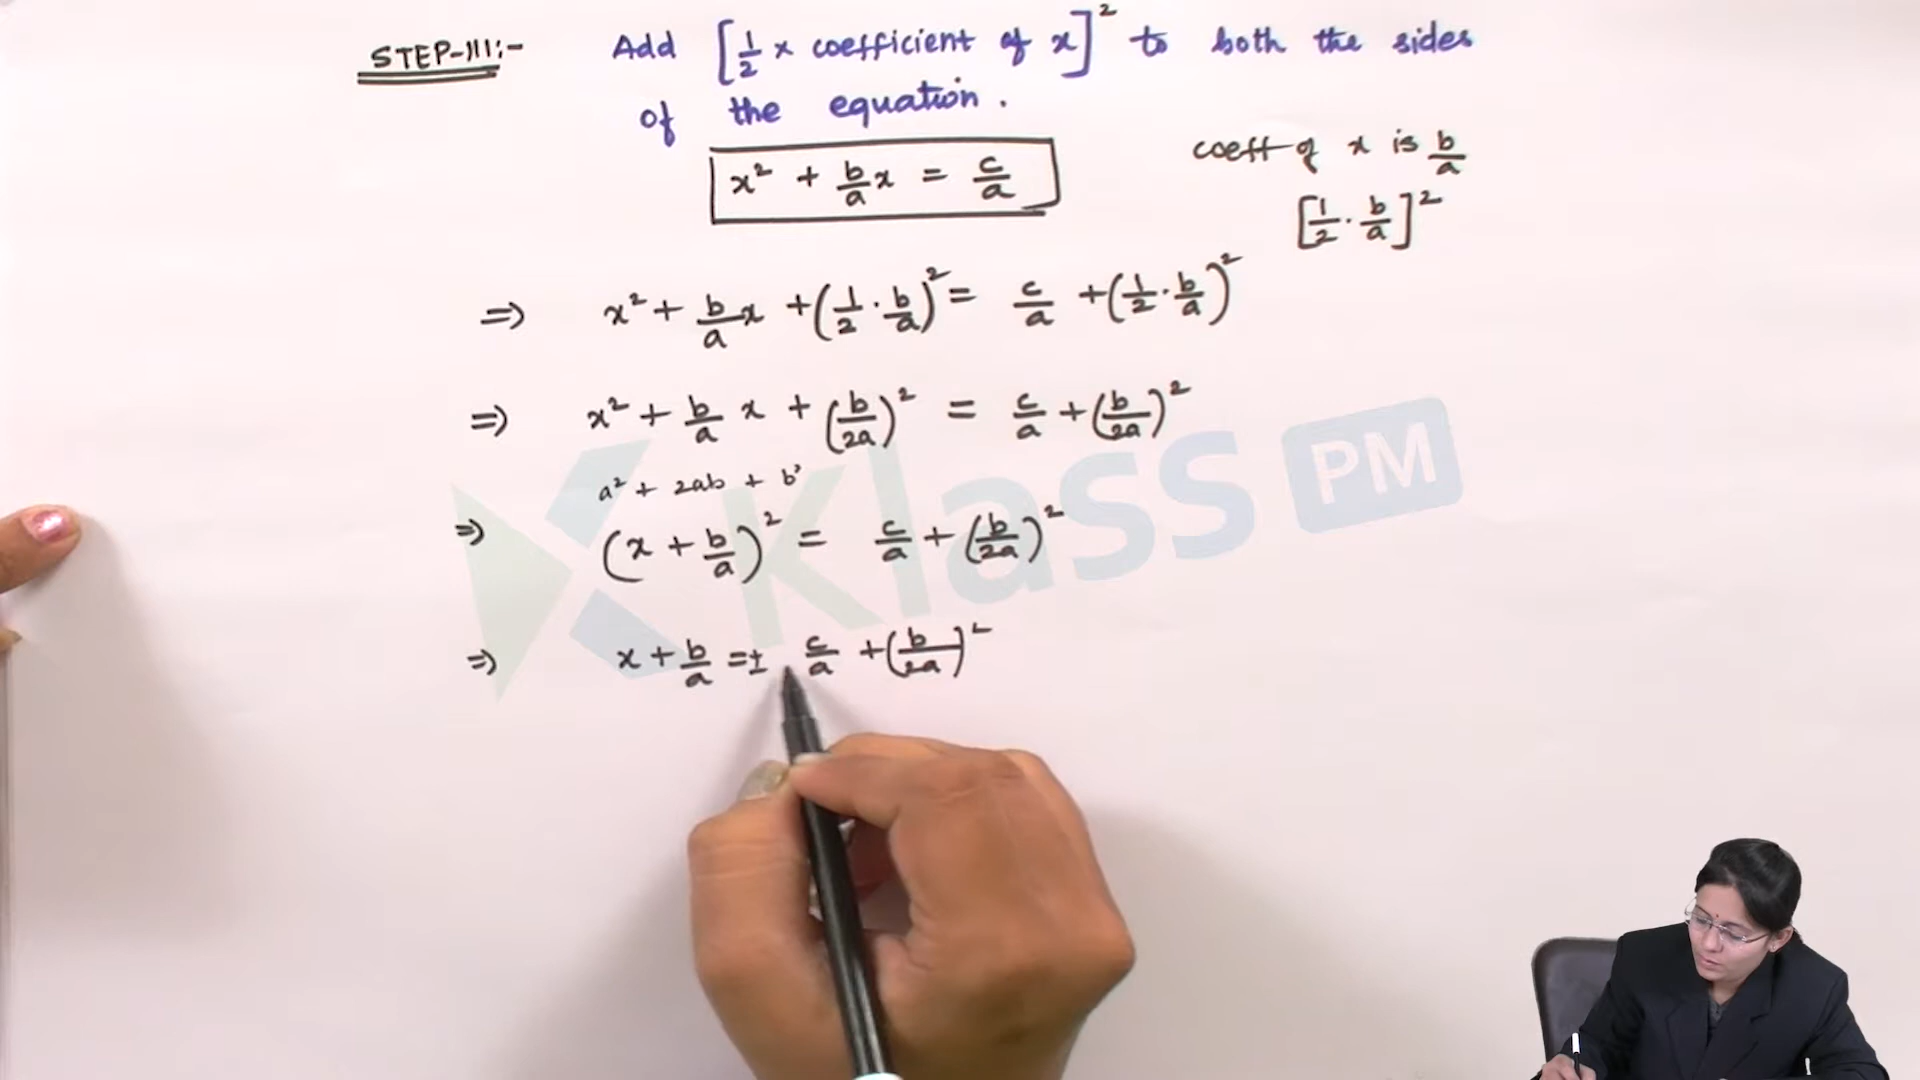 STEP-III:- Add [1/2 x coefficient of x]² to both the sides
of the equation.
x² + b/a x = c/a
coeff of x is b/a
[1/2 · b/a]²
⇒ x² + b/a x + (1/2 · b/a)² = c/a + (1/2 · b/a)²
⇒ x² + b/a x + (b/2a)² = c/a + (b/2a)²
a² + 2ab + b²
⇒ (x + b/a)² = c/a + (b/2a)²
⇒ x + b/a = ± c/a + (b/2a)²
Klass PM